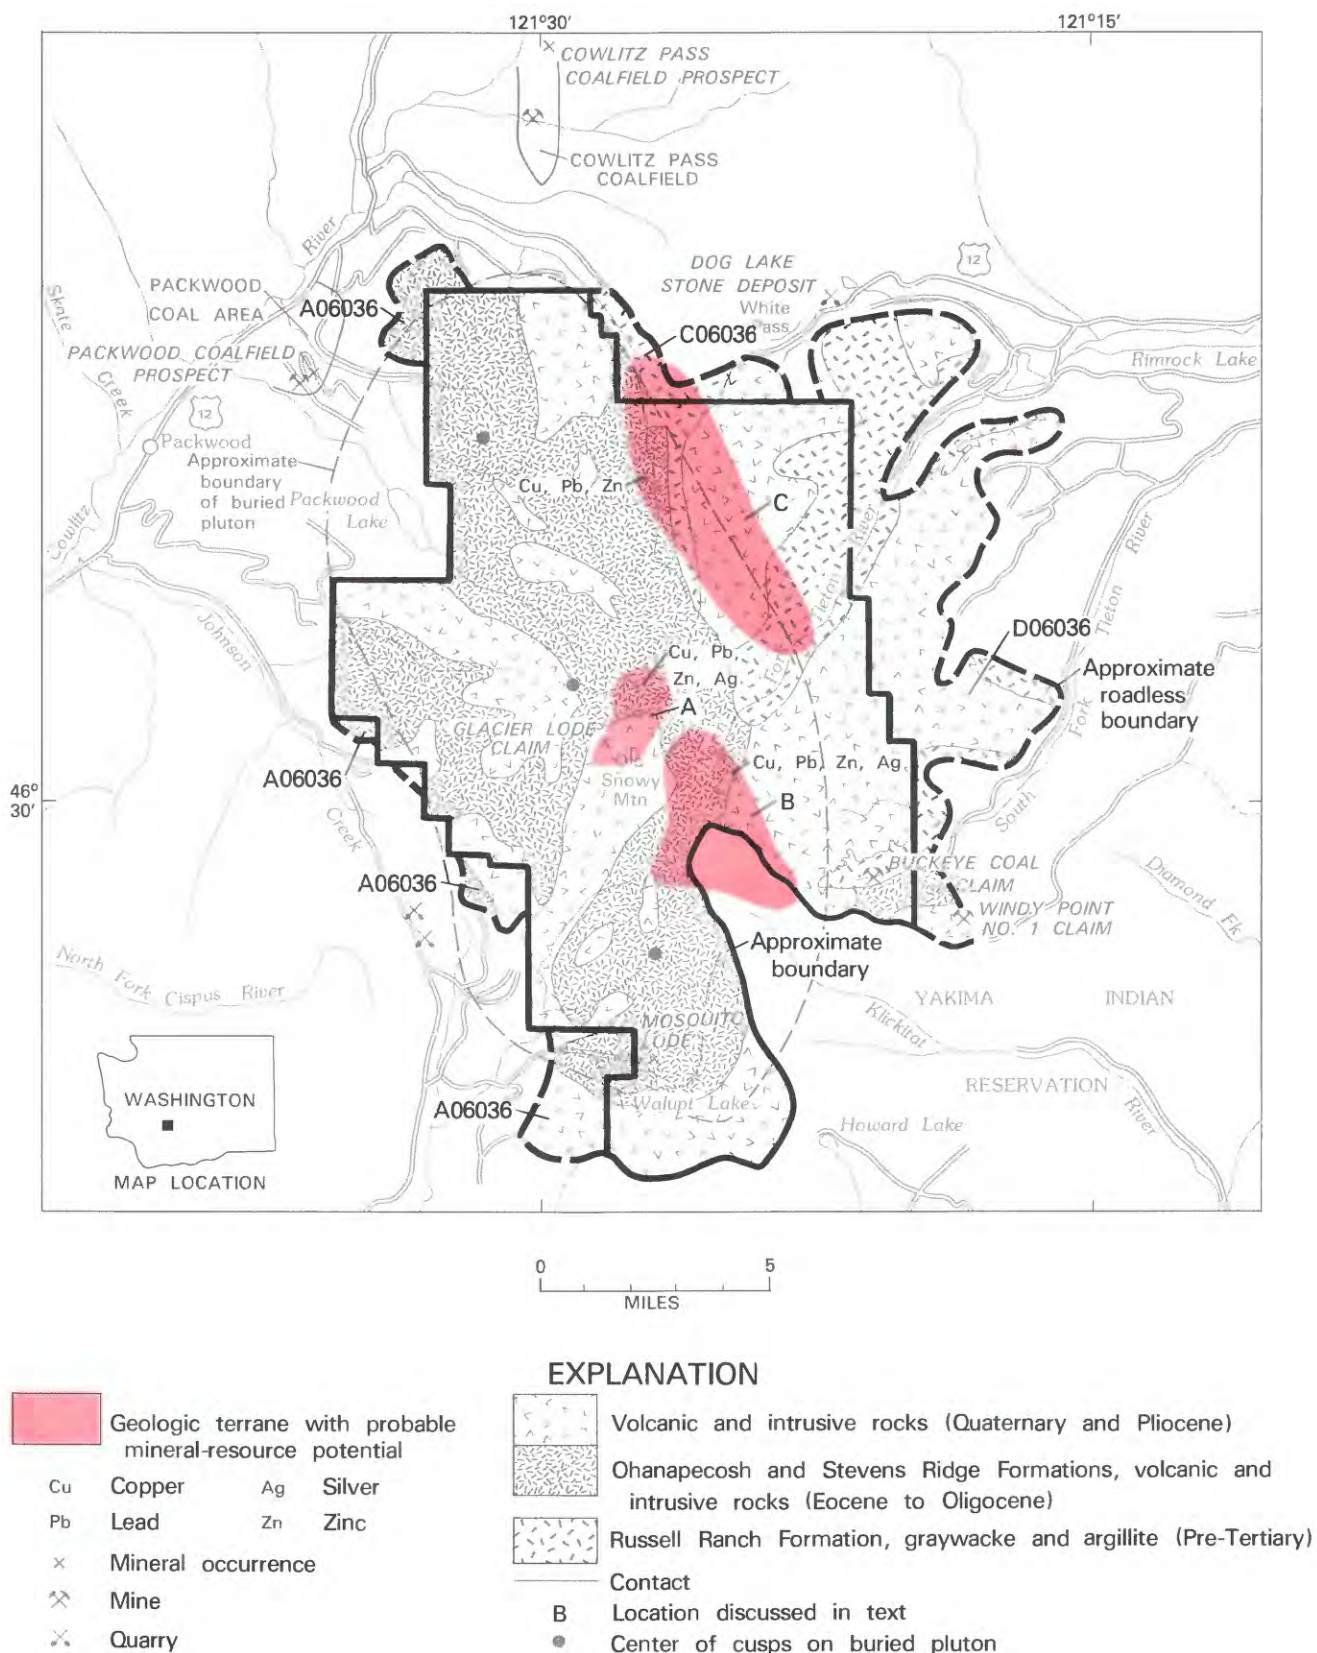 121°30′
121°15′
COWLITZ PASS
COALFIELD PROSPECT
COWLITZ PASS
COALFIELD
River
12
DOG LAKE
STONE DEPOSIT
White
Pass
PACKWOOD
COAL AREA
A06036
C06036
Skate
Creek
PACKWOOD COALFIELD
PROSPECT
Rimrock Lake
12
Packwood
Approximate
boundary
of buried
pluton
Packwood
Lake
Cu, Pb, Zn
C
River
Tieton
River
Cowlitz
Johnson
Tieton
D06036
Cu, Pb,
Zn, Ag
Approximate
roadless
boundary
A
GLACIER LODE
CLAIM
Fork
A06036
Cu, Pb, Zn, Ag
Snowy
Mtn
46°
30′
B
South
Creek
BUCKEYE COAL
CLAIM
A06036
WINDY POINT
NO. 1 CLAIM
Diamond Fk
Approximate
boundary
North Fork Cispus River
YAKIMA INDIAN
Klickitat
MOSQUITO
LODE
WASHINGTON
RESERVATION
A06036
Walupt Lake
River
Howard Lake
MAP LOCATION
0 5
MILES
EXPLANATION
Geologic terrane with probable
mineral-resource potential
Cu Copper Ag Silver
Pb Lead Zn Zinc
Mineral occurrence
Mine
Quarry
Volcanic and intrusive rocks (Quaternary and Pliocene)
Ohanapecosh and Stevens Ridge Formations, volcanic and
intrusive rocks (Eocene to Oligocene)
Russell Ranch Formation, graywacke and argillite (Pre-Tertiary)
Contact
B Location discussed in text
Center of cusps on buried pluton